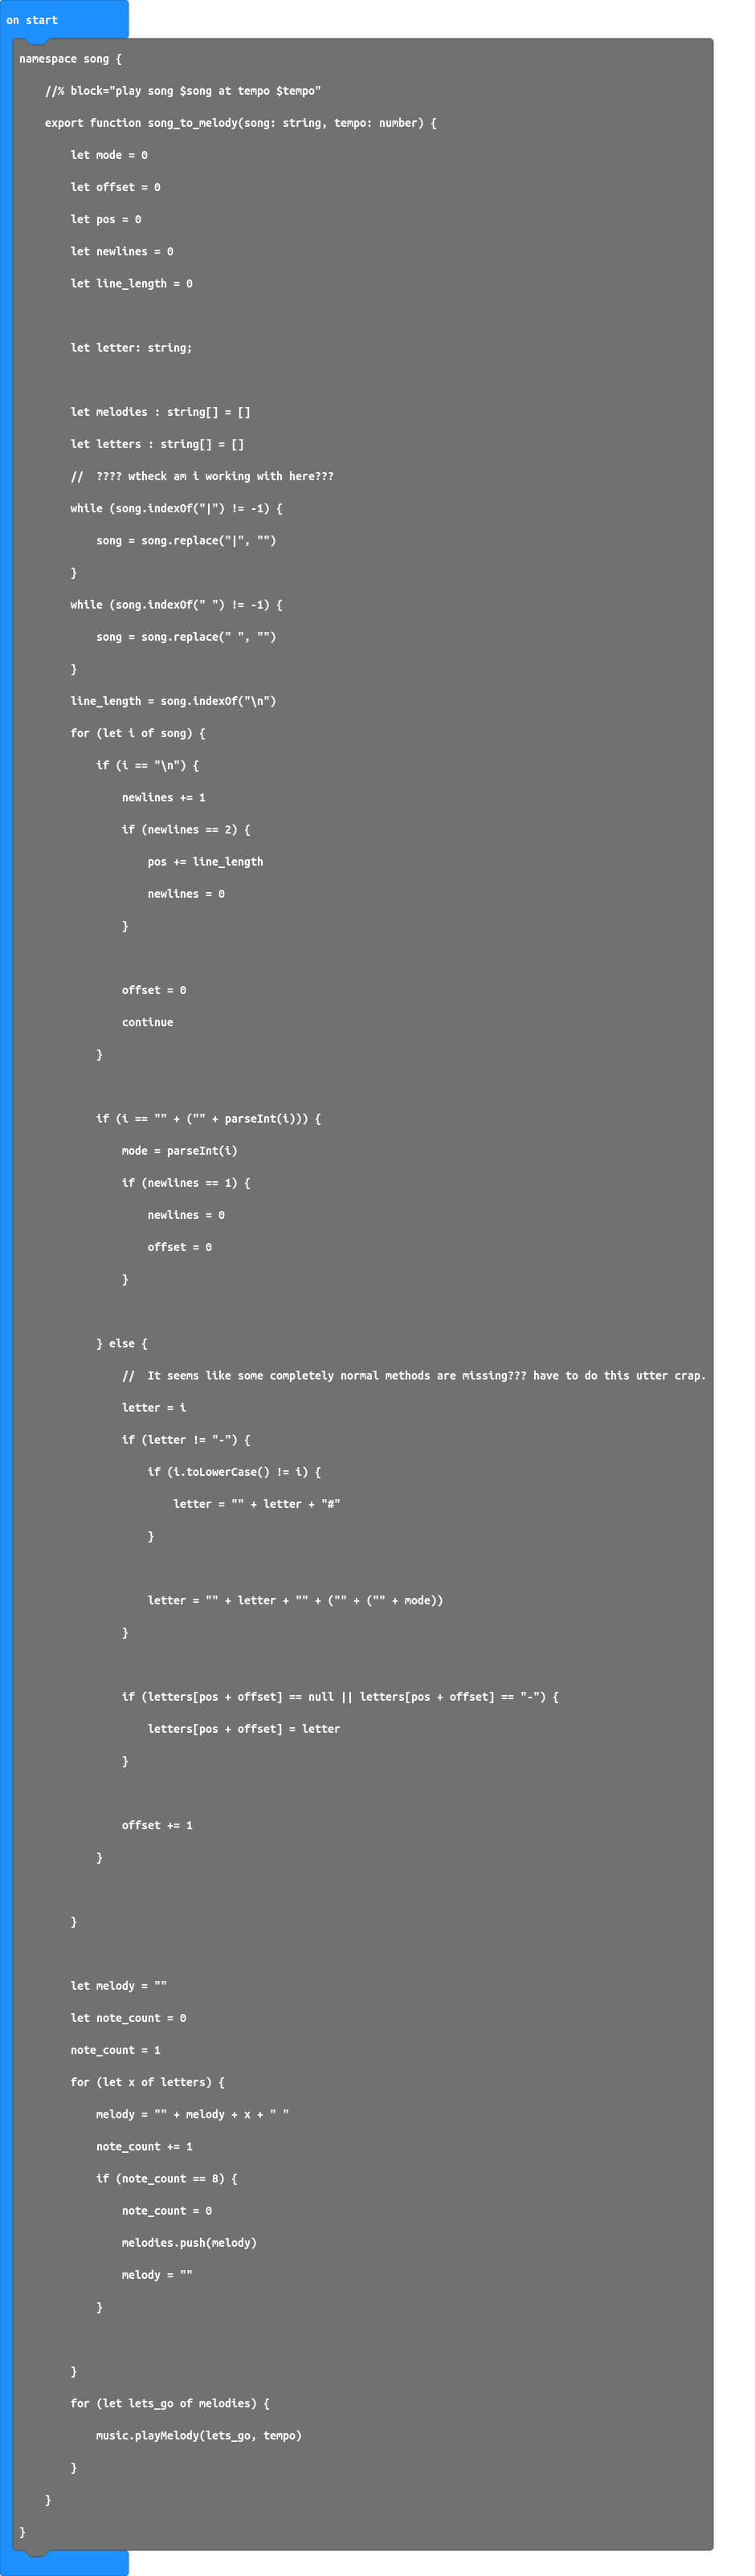 on start
namespace song {
    //% block="play song $song at tempo $tempo"
    export function song_to_melody(song: string, tempo: number) {
        let mode = 0
        let offset = 0
        let pos = 0
        let newlines = 0
        let line_length = 0
        let letter: string;
        let melodies : string[] = []
        let letters : string[] = []
        //  ???? wtheck am i working with here???
        while (song.indexOf("|") != -1) {
            song = song.replace("|", "")
        }
        while (song.indexOf(" ") != -1) {
            song = song.replace(" ", "")
        }
        line_length = song.indexOf("\n")
        for (let i of song) {
            if (i == "\n") {
                newlines += 1
                if (newlines == 2) {
                    pos += line_length
                    newlines = 0
                }
                offset = 0
                continue
            }
            if (i == "" + ("" + parseInt(i))) {
                mode = parseInt(i)
                if (newlines == 1) {
                    newlines = 0
                    offset = 0
                }
            } else {
                //  It seems like some completely normal methods are missing??? have to do this utter crap.
                letter = i
                if (letter != "-") {
                    if (i.toLowerCase() != i) {
                        letter = "" + letter + "#"
                    }
                    letter = "" + letter + "" + ("" + ("" + mode))
                }
                if (letters[pos + offset] == null || letters[pos + offset] == "-") {
                    letters[pos + offset] = letter
                }
                offset += 1
            }
        }
        let melody = ""
        let note_count = 0
        note_count = 1
        for (let x of letters) {
            melody = "" + melody + x + " "
            note_count += 1
            if (note_count == 8) {
                note_count = 0
                melodies.push(melody)
                melody = ""
            }
        }
        for (let lets_go of melodies) {
            music.playMelody(lets_go, tempo)
        }
    }
}